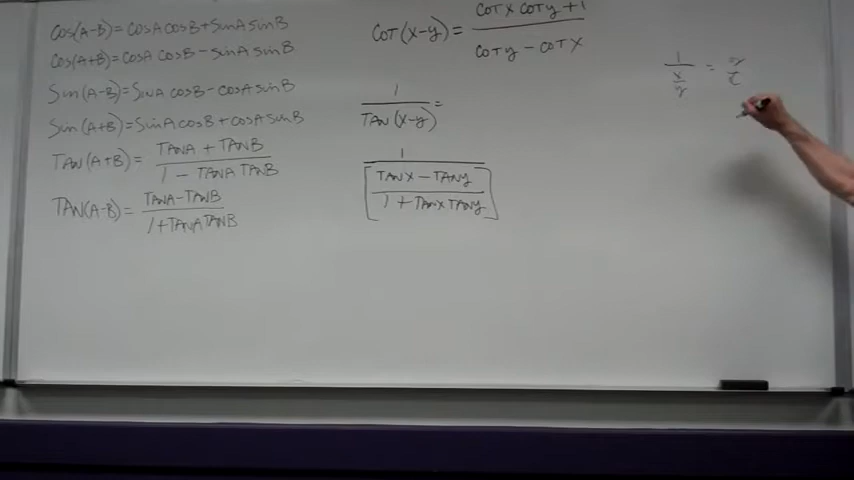 COS(A-B)=COSA COSB+SINA SINB
COS(A+B)=COSA COSB-SINA SINB
SIN(A-B)=SINA COSB-COSA SINB
SIN(A+B)=SINA COSB+COSA SINB
TAN(A+B)= TANA + TANB
1 - TANA TANB
TAN(A-B)= TANA-TANB
1+TANA TANB
COT(X-y)= COTX COTy +1
COTy - COTX
1
TAN(X-y) =
1
TANX - TANy
1 + TANX TANy
1
x
y
=